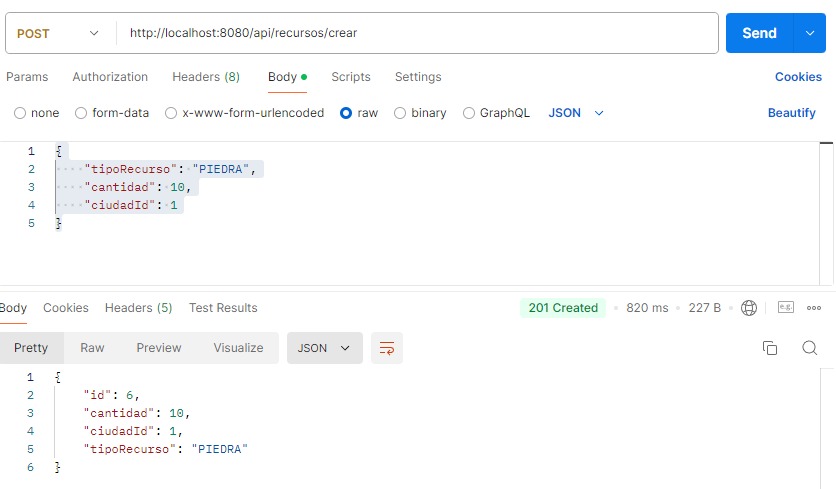 POST http://localhost:8080/api/recursos/crear Send
Params Authorization Headers (8) Body Scripts Settings Cookies
none form-data x-www-form-urlencoded raw binary GraphQL JSON Beautify
1 {
2 "tipoRecurso": "PIEDRA",
3 "cantidad": 10,
4 "ciudadId": 1
5 }
Body Cookies Headers (5) Test Results 201 Created 820 ms 227 B e.g.
Pretty Raw Preview Visualize JSON
1 {
2 "id": 6,
3 "cantidad": 10,
4 "ciudadId": 1,
5 "tipoRecurso": "PIEDRA"
6 }